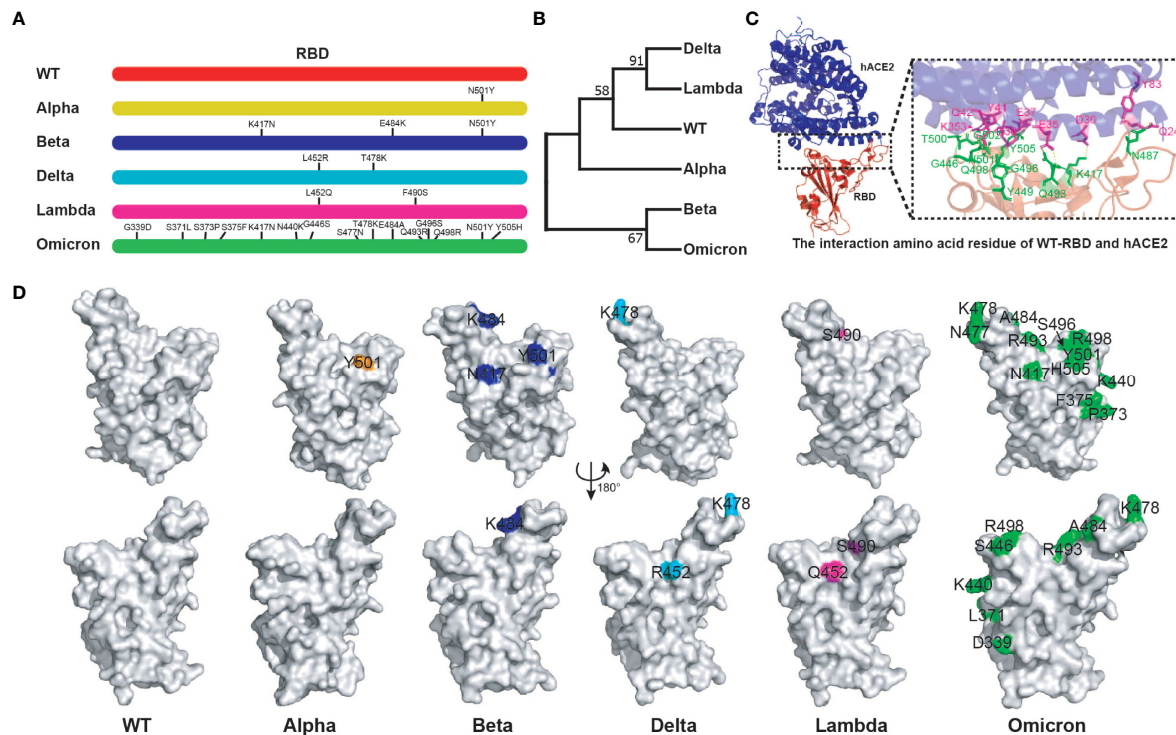 A
RBD
WT
Alpha
N501Y
Beta
K417N E484K N501Y
Delta
L452R T478K
Lambda
L452Q F490S
Omicron
G339D S371L S373P S375F K417N N440K G446S S477N T478K E484A Q493R G496S Q498R N501Y Y505H
B
91
58
67
Delta
Lambda
WT
Alpha
Beta
Omicron
C
hACE2
RBD
Y83
Q42 Y41 E37
K353 E35 D30 Q24
T500 G502 Y505 N487
G446 N501 G496 K417
Q498
Y449 Q493
The interaction amino acid residue of WT-RBD and hACE2
D
Y501
K484
Y501
N417
K478
S490
K478
N477
A484
S496
R493
R498
Y501
N417
H505
K440
F375
P373
180°
K484
K478
R452
S490
Q452
K478
R498
A484
S446
R493
K440
L371
D339
WT Alpha Beta Delta Lambda Omicron